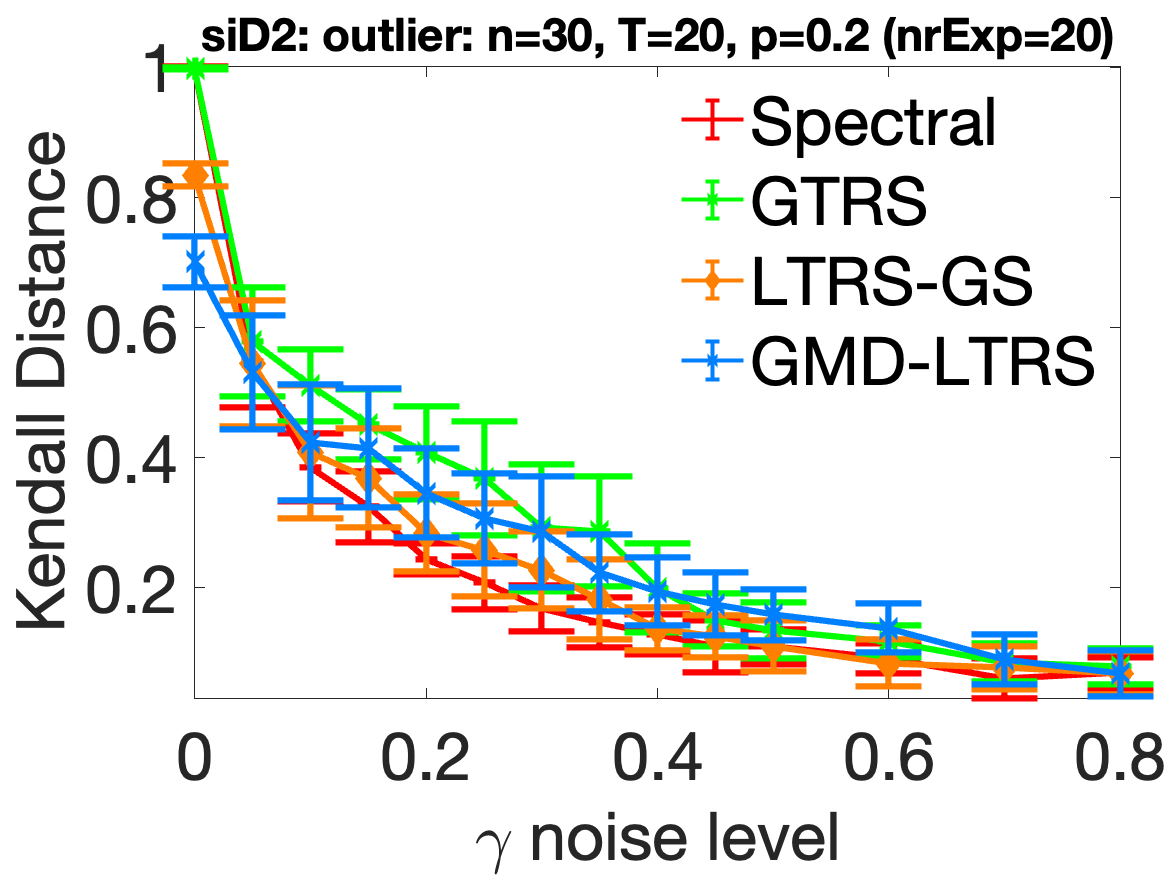 siD2: outlier: n=30, T=20, p=0.2 (nrExp=20)
1
0.8
0.6
0.4
0.2
Kendall Distance
Spectral
GTRS
LTRS-GS
GMD-LTRS
0 0.2 0.4 0.6 0.8
γ noise level